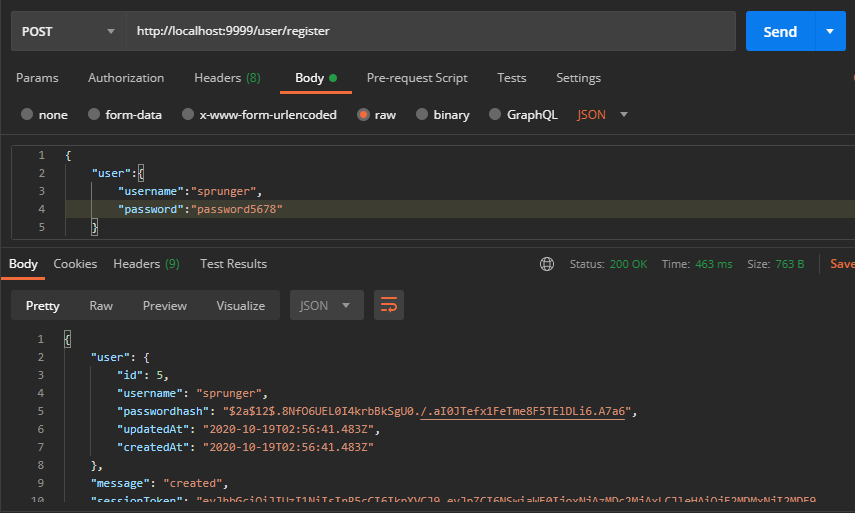 POST http://localhost:9999/user/register Send
Params Authorization Headers (8) Body Pre-request Script Tests Settings
none form-data x-www-form-urlencoded raw binary GraphQL JSON
1 {
2 "user":{
3 "username":"sprunger",
4 "password":"password5678"
5 }
Body Cookies Headers (9) Test Results Status: 200 OK Time: 463 ms Size: 763 B Save
Pretty Raw Preview Visualize JSON
1 {
2 "user": {
3 "id": 5,
4 "username": "sprunger",
5 "passwordhash": "$2a$12$.8NfO6UEL0I4krbBkSgU0./.aI0JTefx1FeTme8F5TElDLi6.A7a6",
6 "updatedAt": "2020-10-19T02:56:41.483Z",
7 "createdAt": "2020-10-19T02:56:41.483Z"
8 },
9 "message": "created",
10 "sessionToken":